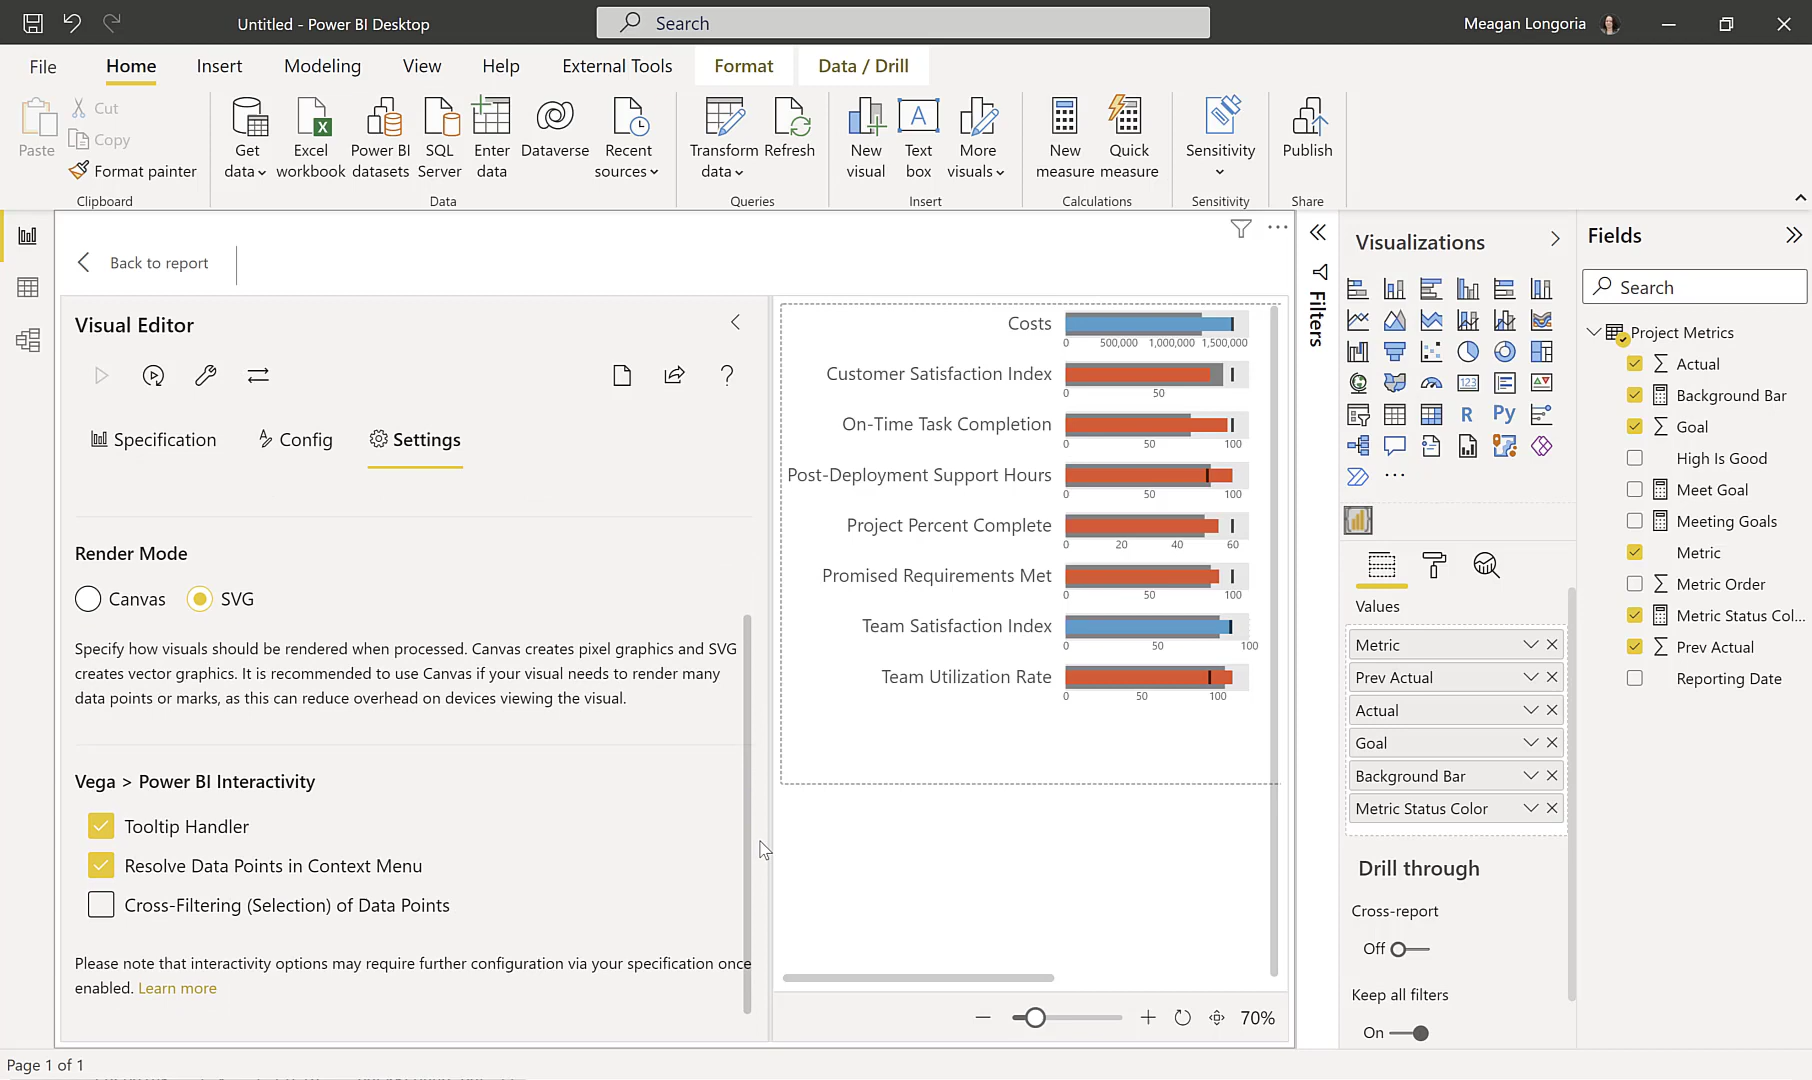 Untitled - Power BI Desktop
Search
Meagan Longoria
File
Home
Insert
Modeling
View
Help
External Tools
Format
Data / Drill
Paste
Cut
Copy
Format painter
Clipboard
Get
data
Excel
workbook
Power BI
datasets
SQL
Server
Enter
data
Dataverse
Recent
sources
Data
Transform
data
Refresh
Queries
New
visual
Text
box
More
visuals
Insert
New
measure
Quick
measure
Calculations
Sensitivity
Sensitivity
Publish
Share
Back to report
Visual Editor
Specification
Config
Settings
Render Mode
Canvas
SVG
Specify how visuals should be rendered when processed. Canvas creates pixel graphics and SVG
creates vector graphics. It is recommended to use Canvas if your visual needs to render many
data points or marks, as this can reduce overhead on devices viewing the visual.
Vega > Power BI Interactivity
Tooltip Handler
Resolve Data Points in Context Menu
Cross-Filtering (Selection) of Data Points
Please note that interactivity options may require further configuration via your specification once
enabled. Learn more
Costs
0 500,000 1,000,000 1,500,000
Customer Satisfaction Index
0 50
On-Time Task Completion
0 50 100
Post-Deployment Support Hours
0 50 100
Project Percent Complete
0 20 40 60
Promised Requirements Met
0 50 100
Team Satisfaction Index
0 50 100
Team Utilization Rate
0 50 100
70%
Filters
Visualizations
123
R
Py
Values
Metric
Prev Actual
Actual
Goal
Background Bar
Metric Status Color
Drill through
Cross-report
Off
Keep all filters
On
Fields
Search
Project Metrics
Actual
Background Bar
Goal
High Is Good
Meet Goal
Meeting Goals
Metric
Metric Order
Metric Status Col...
Prev Actual
Reporting Date
Page 1 of 1